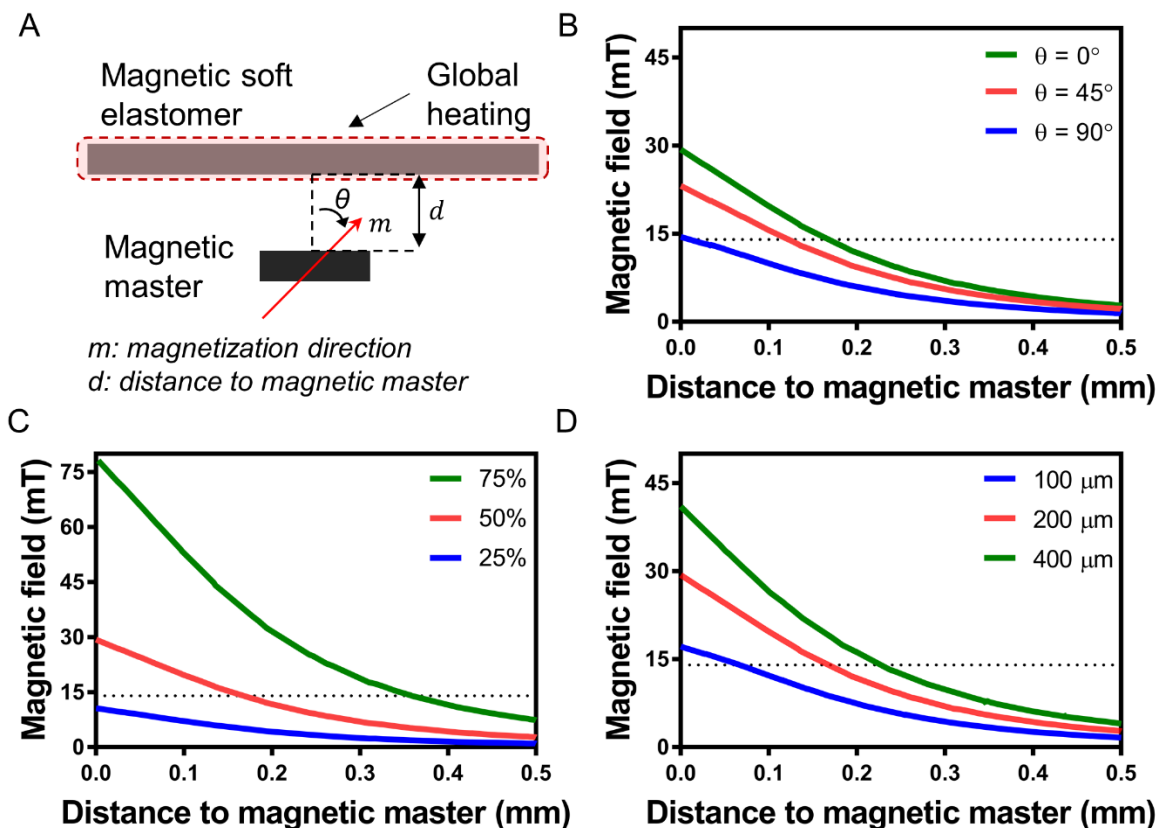 A
Magnetic soft
elastomer
Global
heating
θ
m
d
Magnetic
master
m: magnetization direction
d: distance to magnetic master
B
Magnetic field (mT)
45
30
15
0
0.0 0.1 0.2 0.3 0.4 0.5
Distance to magnetic master (mm)
θ = 0°
θ = 45°
θ = 90°
C
Magnetic field (mT)
75
60
45
30
15
0
0.0 0.1 0.2 0.3 0.4 0.5
Distance to magnetic master (mm)
75%
50%
25%
D
Magnetic field (mT)
45
30
15
0
0.0 0.1 0.2 0.3 0.4 0.5
Distance to magnetic master (mm)
100 μm
200 μm
400 μm